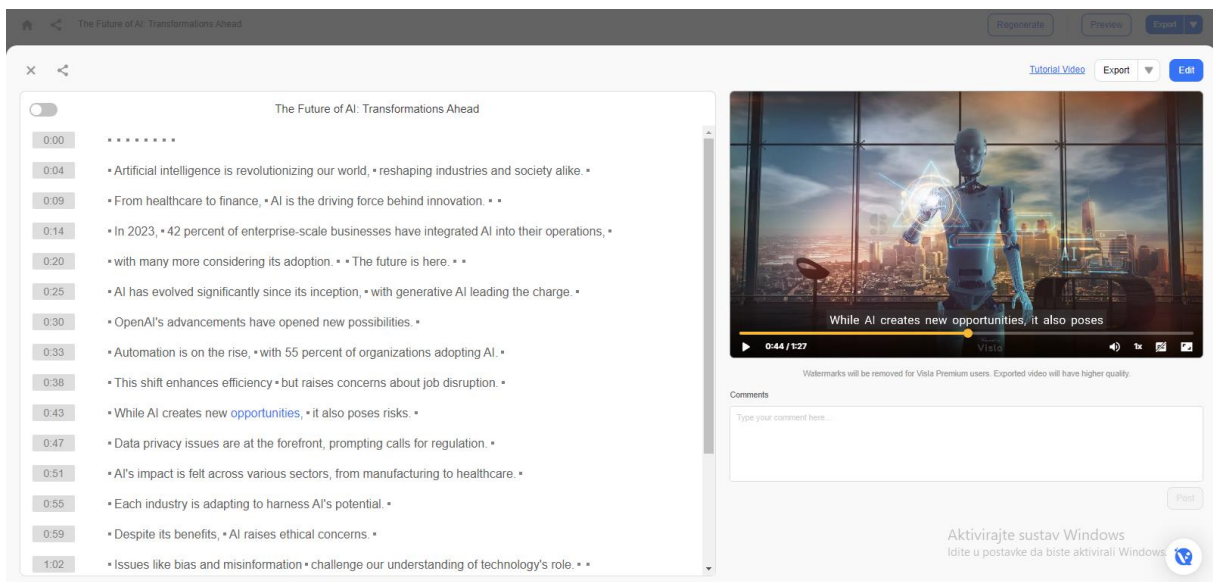 The Future of AI: Transformations Ahead
Regenerate
Preview
Export
Tutorial Video
Export
Edit
The Future of AI: Transformations Ahead
0:00
0:04 Artificial intelligence is revolutionizing our world, reshaping industries and society alike.
0:09 From healthcare to finance, AI is the driving force behind innovation.
0:14 In 2023, 42 percent of enterprise-scale businesses have integrated AI into their operations,
0:20 with many more considering its adoption. The future is here.
0:25 AI has evolved significantly since its inception, with generative AI leading the charge.
0:30 OpenAI's advancements have opened new possibilities.
0:33 Automation is on the rise, with 55 percent of organizations adopting AI.
0:38 This shift enhances efficiency but raises concerns about job disruption.
0:43 While AI creates new opportunities, it also poses risks.
0:47 Data privacy issues are at the forefront, prompting calls for regulation.
0:51 AI's impact is felt across various sectors, from manufacturing to healthcare.
0:55 Each industry is adapting to harness AI's potential.
0:59 Despite its benefits, AI raises ethical concerns.
1:02 Issues like bias and misinformation challenge our understanding of technology's role.
AI
While AI creates new opportunities, it also poses
0:44 / 1:27
Visla
1x
Watermarks will be removed for Visla Premium users. Exported video will have higher quality.
Comments
Type your comment here...
Post
Aktivirajte sustav Windows
Idite u postavke da biste aktivirali Windows.